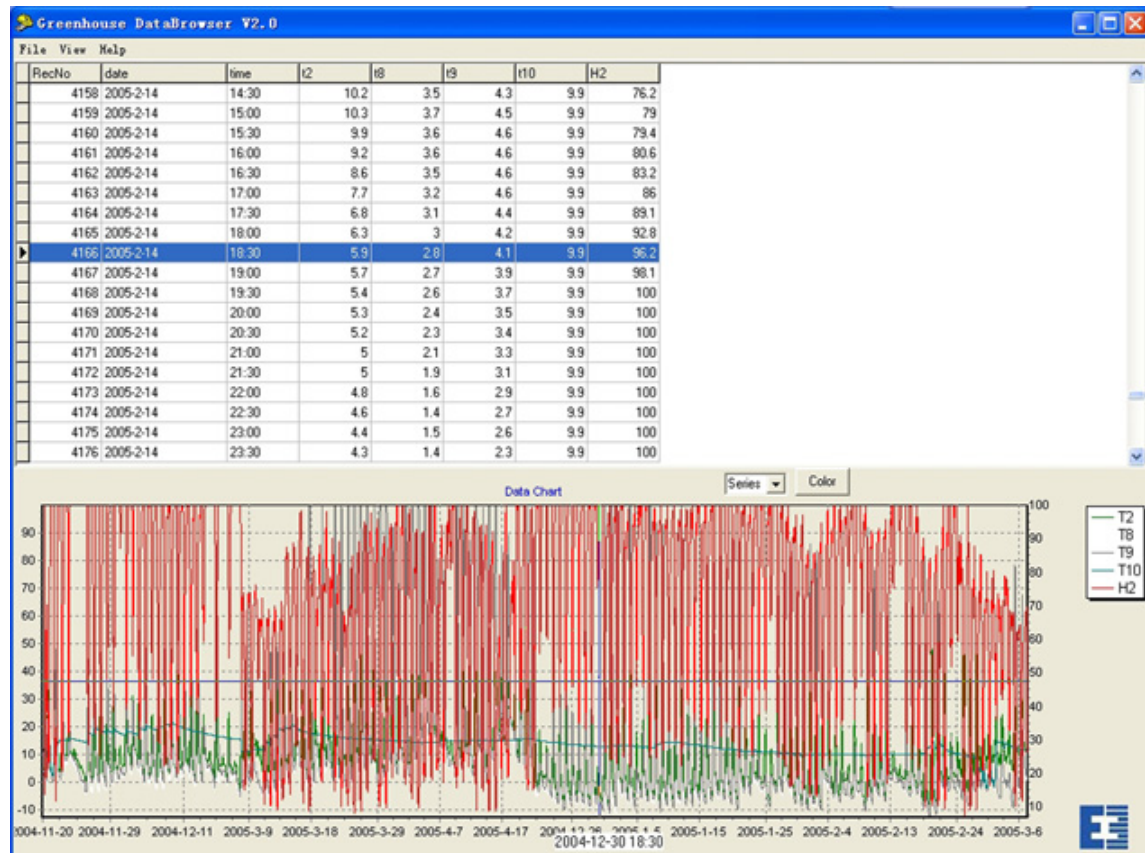 Greenhouse DataBrowser V2.0
File View Help
RecNo date time t2 t8 t9 t10 H2
4158 2005-2-14 14:30 10.2 3.5 4.3 9.9 76.2
4159 2005-2-14 15:00 10.3 3.7 4.5 9.9 79
4160 2005-2-14 15:30 9.9 3.6 4.6 9.9 79.4
4161 2005-2-14 16:00 9.2 3.6 4.6 9.9 80.6
4162 2005-2-14 16:30 8.6 3.5 4.6 9.9 83.2
4163 2005-2-14 17:00 7.7 3.2 4.6 9.9 86
4164 2005-2-14 17:30 6.8 3.1 4.4 9.9 89.1
4165 2005-2-14 18:00 6.3 3 4.2 9.9 92.8
4166 2005-2-14 18:30 5.9 2.8 4.1 9.9 96.2
4167 2005-2-14 19:00 5.7 2.7 3.9 9.9 98.1
4168 2005-2-14 19:30 5.4 2.6 3.7 9.9 100
4169 2005-2-14 20:00 5.3 2.4 3.5 9.9 100
4170 2005-2-14 20:30 5.2 2.3 3.4 9.9 100
4171 2005-2-14 21:00 5 2.1 3.3 9.9 100
4172 2005-2-14 21:30 5 1.9 3.1 9.9 100
4173 2005-2-14 22:00 4.8 1.6 2.9 9.9 100
4174 2005-2-14 22:30 4.6 1.4 2.7 9.9 100
4175 2005-2-14 23:00 4.4 1.5 2.6 9.9 100
4176 2005-2-14 23:30 4.3 1.4 2.3 9.9 100
Data Chart Series Color
90 80 70 60 50 40 30 20 10 0 -10
100 90 80 70 60 50 40 30 20 10
T2
T8
T9
T10
H2
2004-11-20 2004-11-29 2004-12-11 2005-3-9 2005-3-18 2005-3-29 2005-4-7 2005-4-17 2005-1-15 2005-1-25 2005-2-4 2005-2-13 2005-2-24 2005-3-6
2004-12-30 18:30